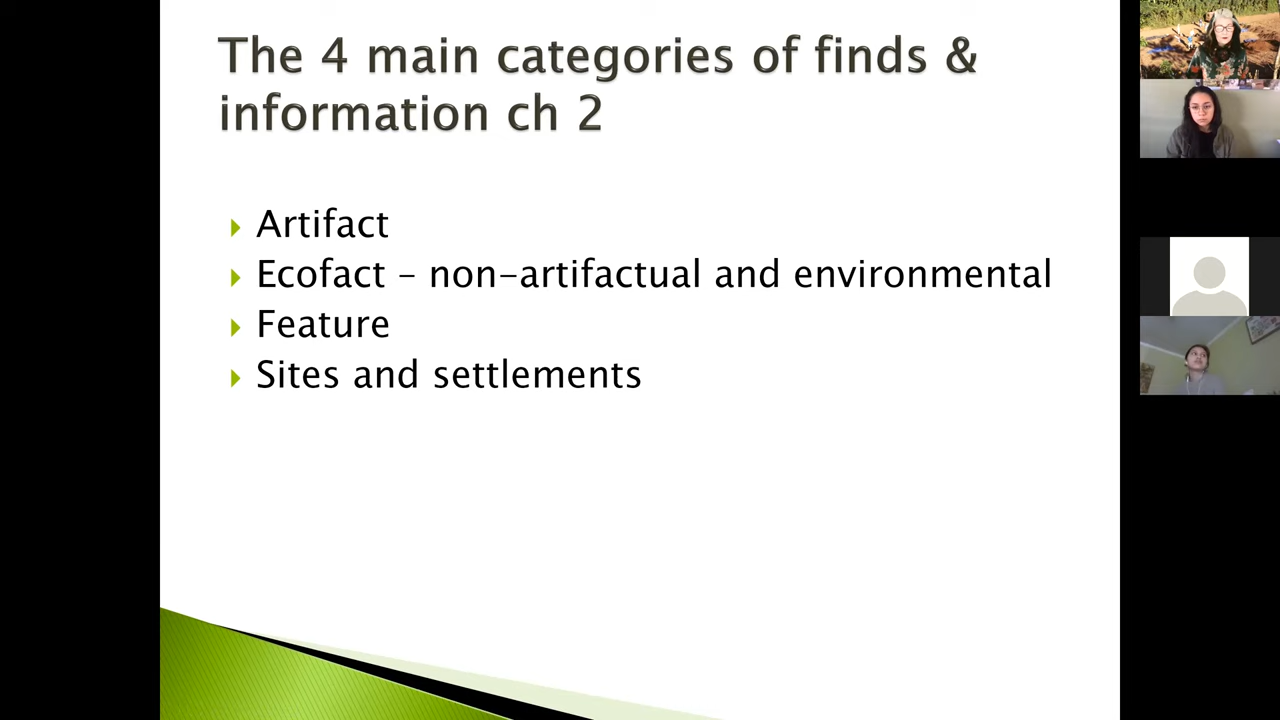 The 4 main categories of finds &
information ch 2
Artifact
Ecofact – non-artifactual and environmental
Feature
Sites and settlements